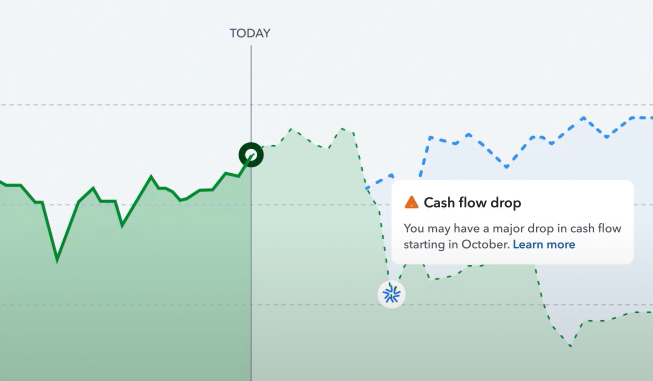 TODAY
Cash flow drop
You may have a major drop in cash flow
starting in October. Learn more